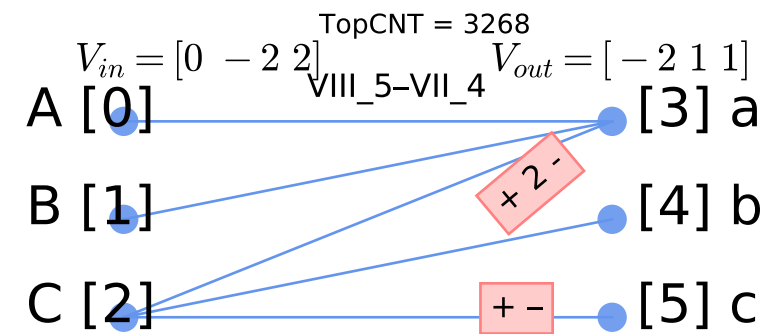 TopCNT = 3268
V_in = [0 −2 2] V_out = [−2 1 1]
VIII_5–VII_4
A [0] [3] a
+ 2 -
B [1] [4] b
C [2] + – [5] c